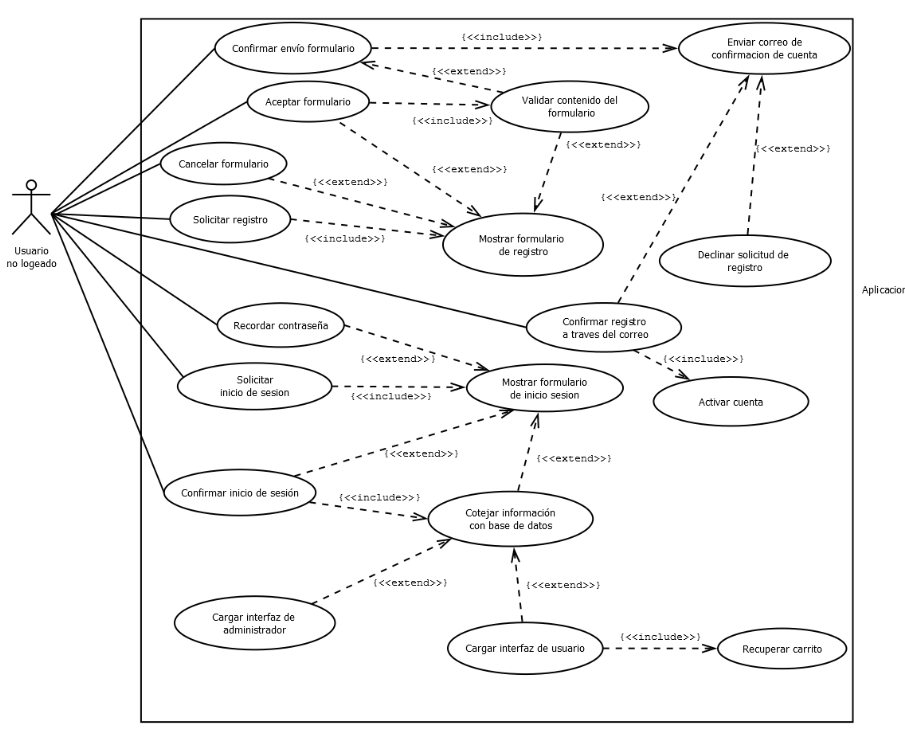 {<<include>>}
Confirmar envío formulario
Enviar correo de
confirmacion de cuenta
{<<extend>>}
Aceptar formulario
Validar contenido del
formulario
{<<include>>}
{<<extend>>}
{<<extend>>}
Cancelar formulario
{<<extend>>}
{<<extend>>}
{<<extend>>}
Solicitar registro
{<<include>>}
Mostrar formulario
de registro
Usuario
no logeado
Declinar solicitud de
registro
Aplicacior
Recordar contraseña
Confirmar registro
a traves del correo
{<<extend>>}
{<<include>>}
Solicitar
inicio de sesion
{<<include>>}
Mostrar formulario
de inicio sesion
Activar cuenta
{<<extend>>}
{<<extend>>}
Confirmar inicio de sesión
{<<include>>}
Cotejar información
con base de datos
{<<extend>>}
{<<extend>>}
Cargar interfaz de
administrador
Cargar interfaz de usuario
{<<include>>}
Recuperar carrito